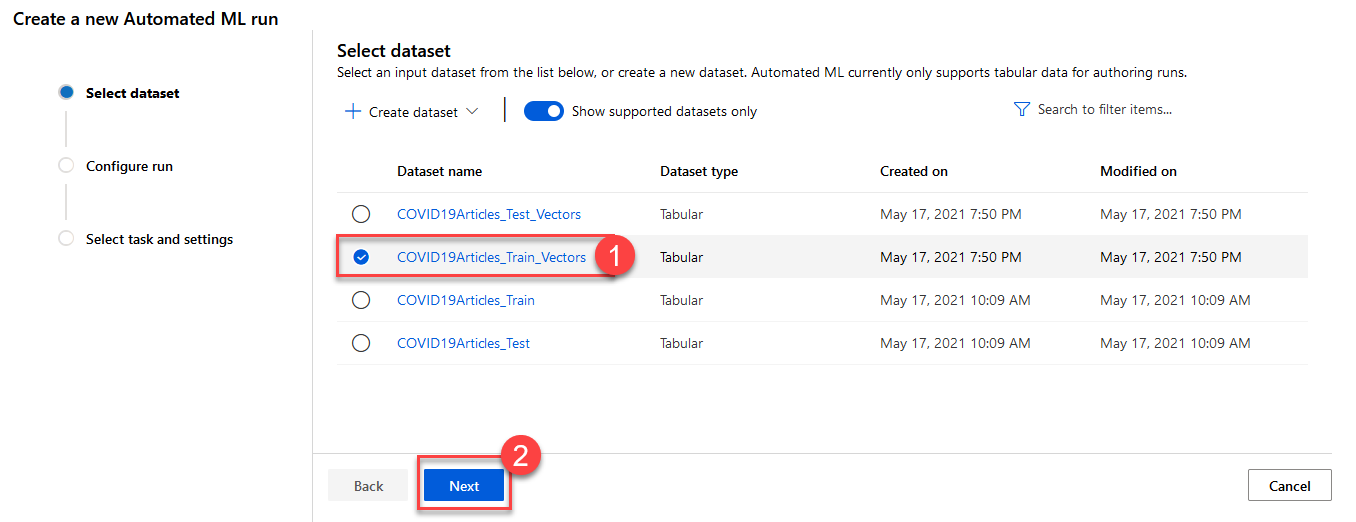 Create a new Automated ML run
Select dataset
Configure run
Select task and settings
Select dataset
Select an input dataset from the list below, or create a new dataset. Automated ML currently only supports tabular data for authoring runs.
Create dataset Show supported datasets only Search to filter items...
Dataset name Dataset type Created on Modified on
COVID19Articles_Test_Vectors Tabular May 17, 2021 7:50 PM May 17, 2021 7:50 PM
COVID19Articles_Train_Vectors 1 Tabular May 17, 2021 7:50 PM May 17, 2021 7:50 PM
COVID19Articles_Train Tabular May 17, 2021 10:09 AM May 17, 2021 10:09 AM
COVID19Articles_Test Tabular May 17, 2021 10:09 AM May 17, 2021 10:09 AM
2
Back Next Cancel